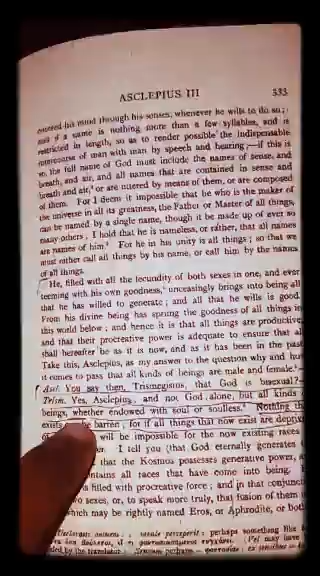 ASCLEPIUS III 333
entered his mind through his senses, whenever he wills to do so;
and if a name is nothing more than a few syllables, and is
restricted in length, so as to render possible the indispensable
intercourse of man with man by speech and hearing;—if this is
so, the full name of God must include the names of sense, and
breath, and air, and all names that are contained in sense and
breath and air, or are uttered by means of them, or are composed
of them. For I deem it impossible that he who is the maker of
the universe in all its greatness, the Father or Master of all things,
can be named by a single name, though it be made up of ever so
many others; I hold that he is nameless, or rather, that all names
are names of him. For he in his unity is all things; so that we
must either call all things by his name, or call him by the names
of all things.
He, filled with all the fecundity of both sexes in one, and ever
teeming with his own goodness, unceasingly brings into being all
that he has willed to generate; and all that he wills is good.
From his divine being has sprung the goodness of all things in
this world below; and hence it is that all things are productive,
and that their procreative power is adequate to ensure that all
shall hereafter be as it is now, and as it has been in the past.
Take this, Asclepius, as my answer to the question why and how
it comes to pass that all kinds of beings are male and female.
Ascl. You say then, Trismegistus, that God is bisexual?—
Trism. Yes, Asclepius, and not God alone, but all kinds
beings, whether endowed with soul or soulless. Nothing that
exists barren; for if all things that now exist are
will be impossible for the now existing races
I tell you that God eternally generates
that the Kosmos possesses generative power,
contains all races that have come into being.
is filled with procreative force; and in that
two sexes, or, to speak more truly, that fusion of them
which may be rightly named Eros, or Aphrodite, or both
perhaps something like
may have
by the translator. perhaps